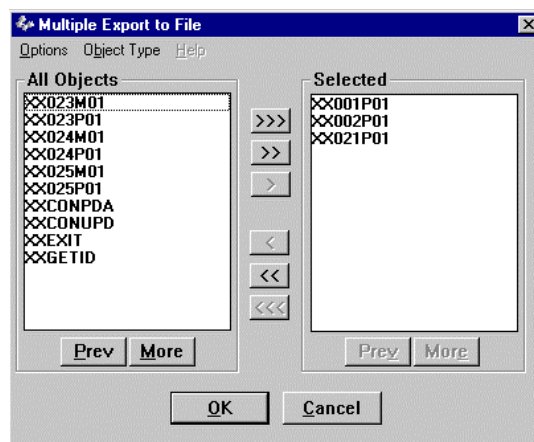 Multiple Export to File
Options Object Type Help
All Objects
XX023M01
XX023P01
XX024M01
XX024P01
XX025M01
XX025P01
XXCONPDA
XXCONUPD
XXEXIT
XXGETID
Prev More
>>>
>>
>
<
<<
<<<
Selected
XX001P01
XX002P01
XX021P01
Prev More
OK Cancel